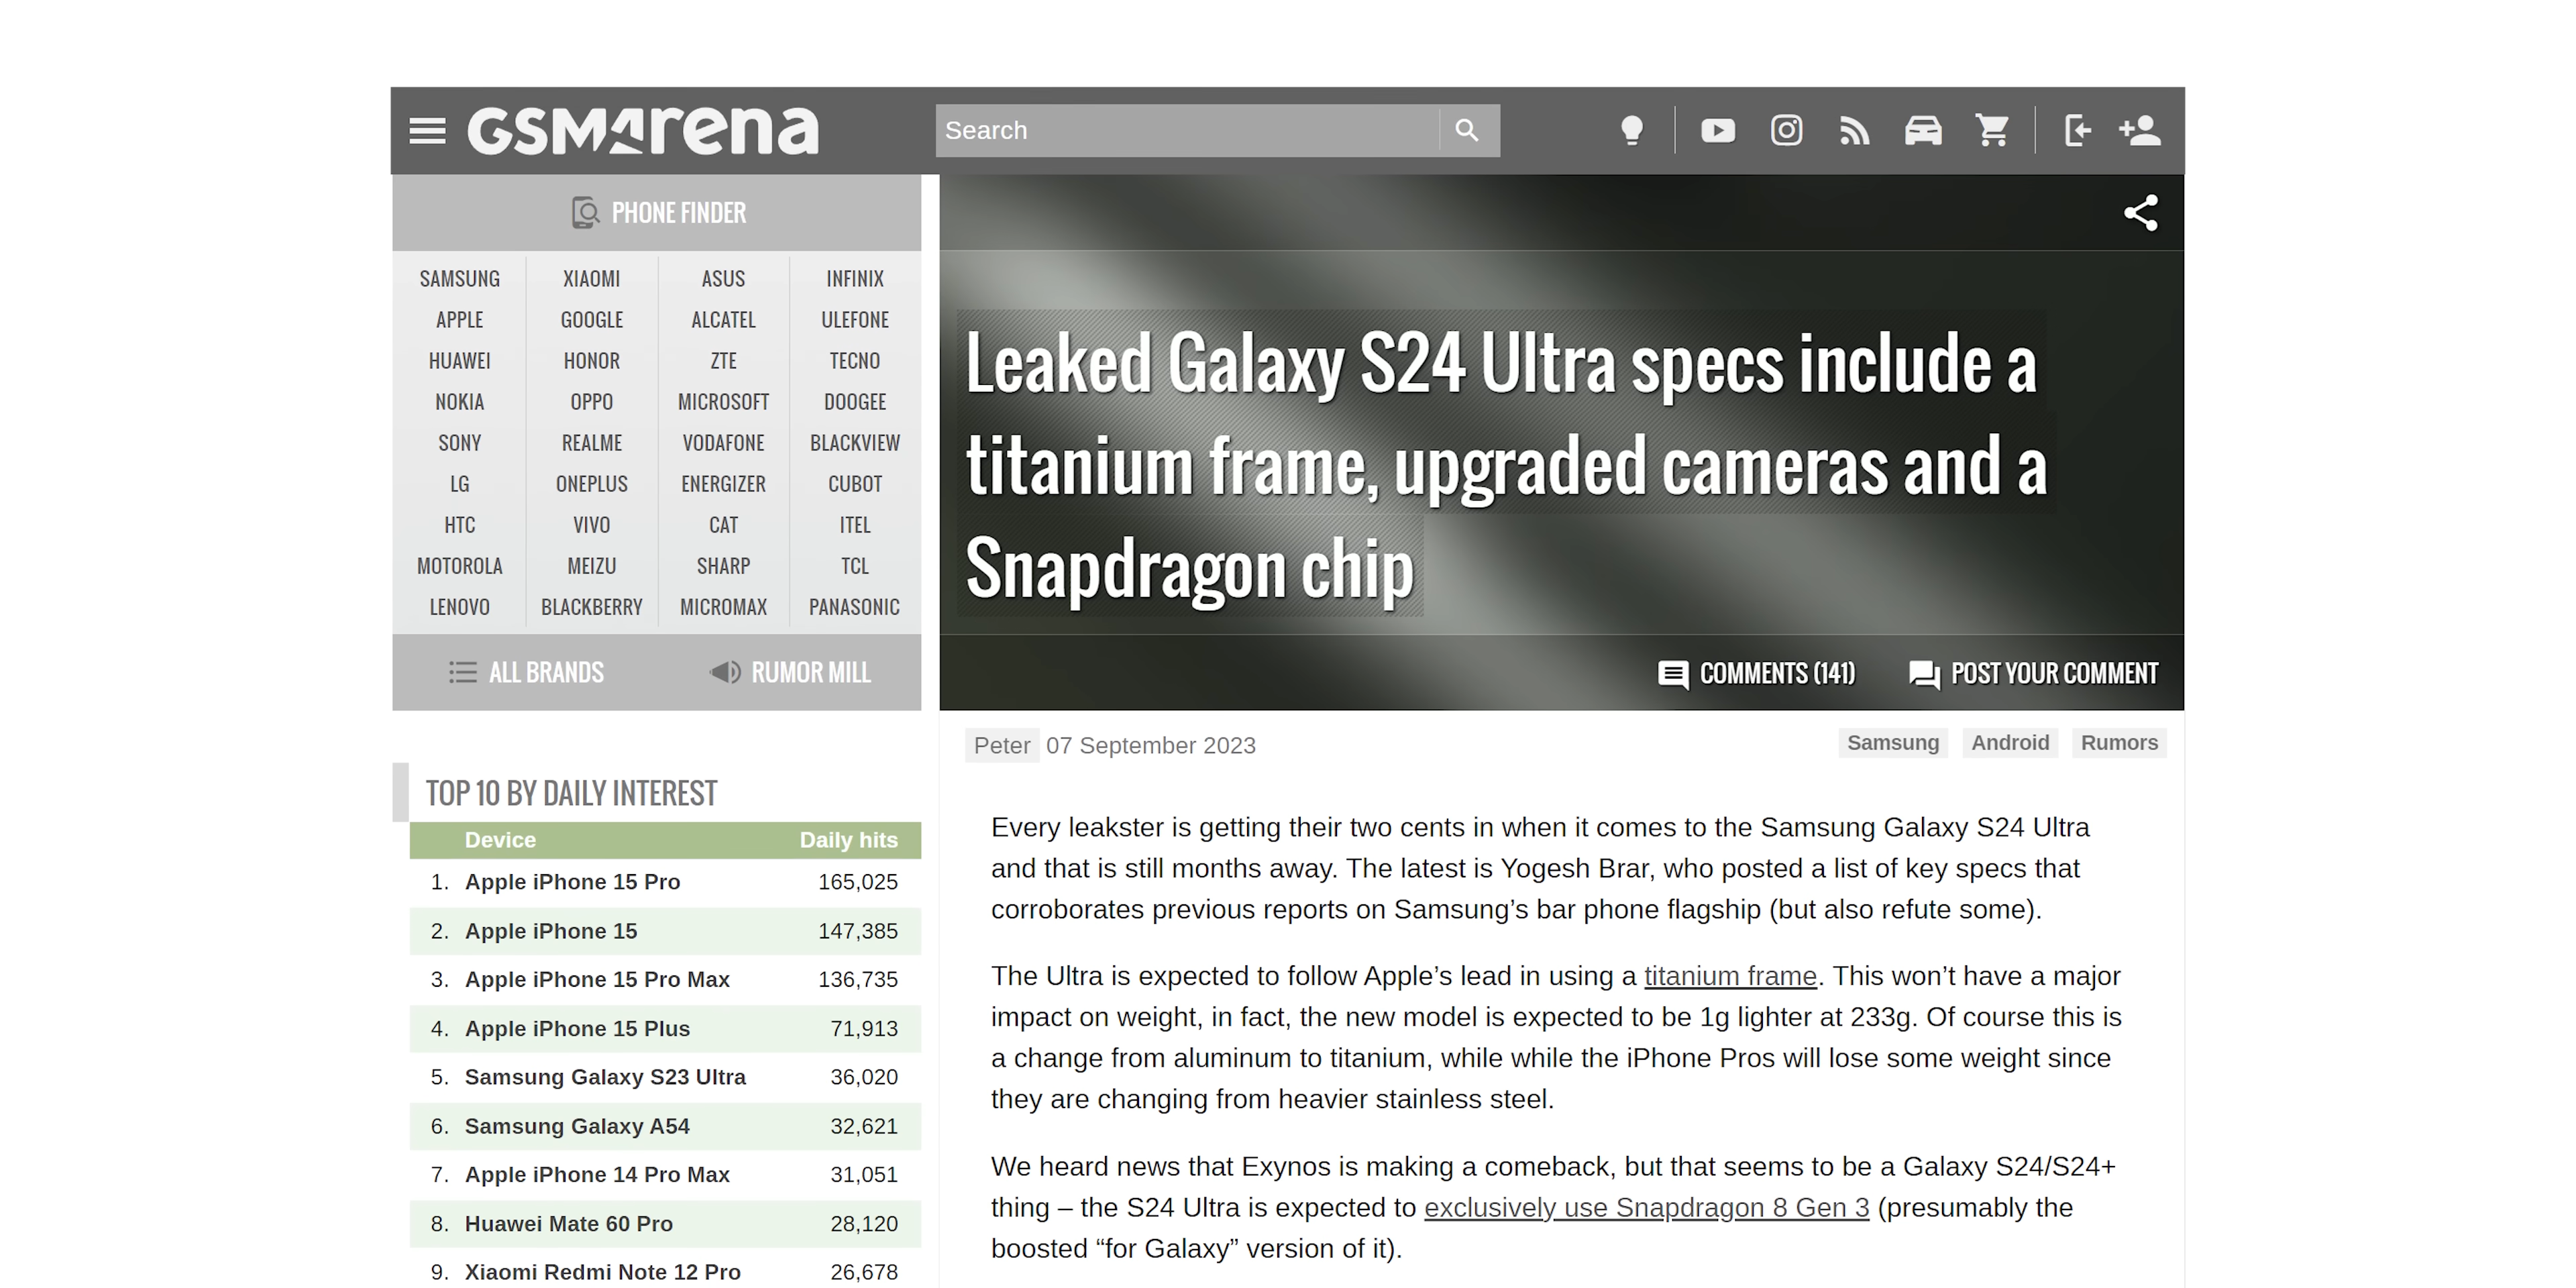 GSMArena
Search
PHONE FINDER
SAMSUNG XIAOMI ASUS INFINIX
APPLE GOOGLE ALCATEL ULEFONE
HUAWEI HONOR ZTE TECNO
NOKIA OPPO MICROSOFT DOOGEE
SONY REALME VODAFONE BLACKVIEW
LG ONEPLUS ENERGIZER CUBOT
HTC VIVO CAT ITEL
MOTOROLA MEIZU SHARP TCL
LENOVO BLACKBERRY MICROMAX PANASONIC
ALL BRANDS RUMOR MILL
TOP 10 BY DAILY INTEREST
Device Daily hits
1. Apple iPhone 15 Pro 165,025
2. Apple iPhone 15 147,385
3. Apple iPhone 15 Pro Max 136,735
4. Apple iPhone 15 Plus 71,913
5. Samsung Galaxy S23 Ultra 36,020
6. Samsung Galaxy A54 32,621
7. Apple iPhone 14 Pro Max 31,051
8. Huawei Mate 60 Pro 28,120
9. Xiaomi Redmi Note 12 Pro 26,678
Leaked Galaxy S24 Ultra specs include a
titanium frame, upgraded cameras and a
Snapdragon chip
COMMENTS (141) POST YOUR COMMENT
Peter 07 September 2023
Samsung Android Rumors
Every leakster is getting their two cents in when it comes to the Samsung Galaxy S24 Ultra
and that is still months away. The latest is Yogesh Brar, who posted a list of key specs that
corroborates previous reports on Samsung’s bar phone flagship (but also refute some).
The Ultra is expected to follow Apple’s lead in using a titanium frame. This won’t have a major
impact on weight, in fact, the new model is expected to be 1g lighter at 233g. Of course this is
a change from aluminum to titanium, while while the iPhone Pros will lose some weight since
they are changing from heavier stainless steel.
We heard news that Exynos is making a comeback, but that seems to be a Galaxy S24/S24+
thing – the S24 Ultra is expected to exclusively use Snapdragon 8 Gen 3 (presumably the
boosted “for Galaxy” version of it).